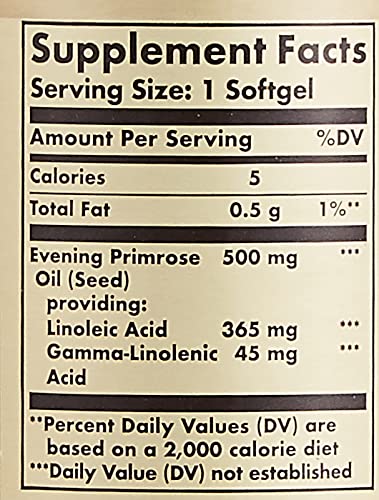 Supplement Facts
Serving Size: 1 Softgel
Amount Per Serving %DV
Calories 5
Total Fat 0.5 g 1%**
Evening Primrose 500 mg ***
Oil (Seed)
providing:
Linoleic Acid 365 mg ***
Gamma-Linolenic 45 mg ***
Acid
**Percent Daily Values (DV) are
based on a 2,000 calorie diet
***Daily Value (DV) not established